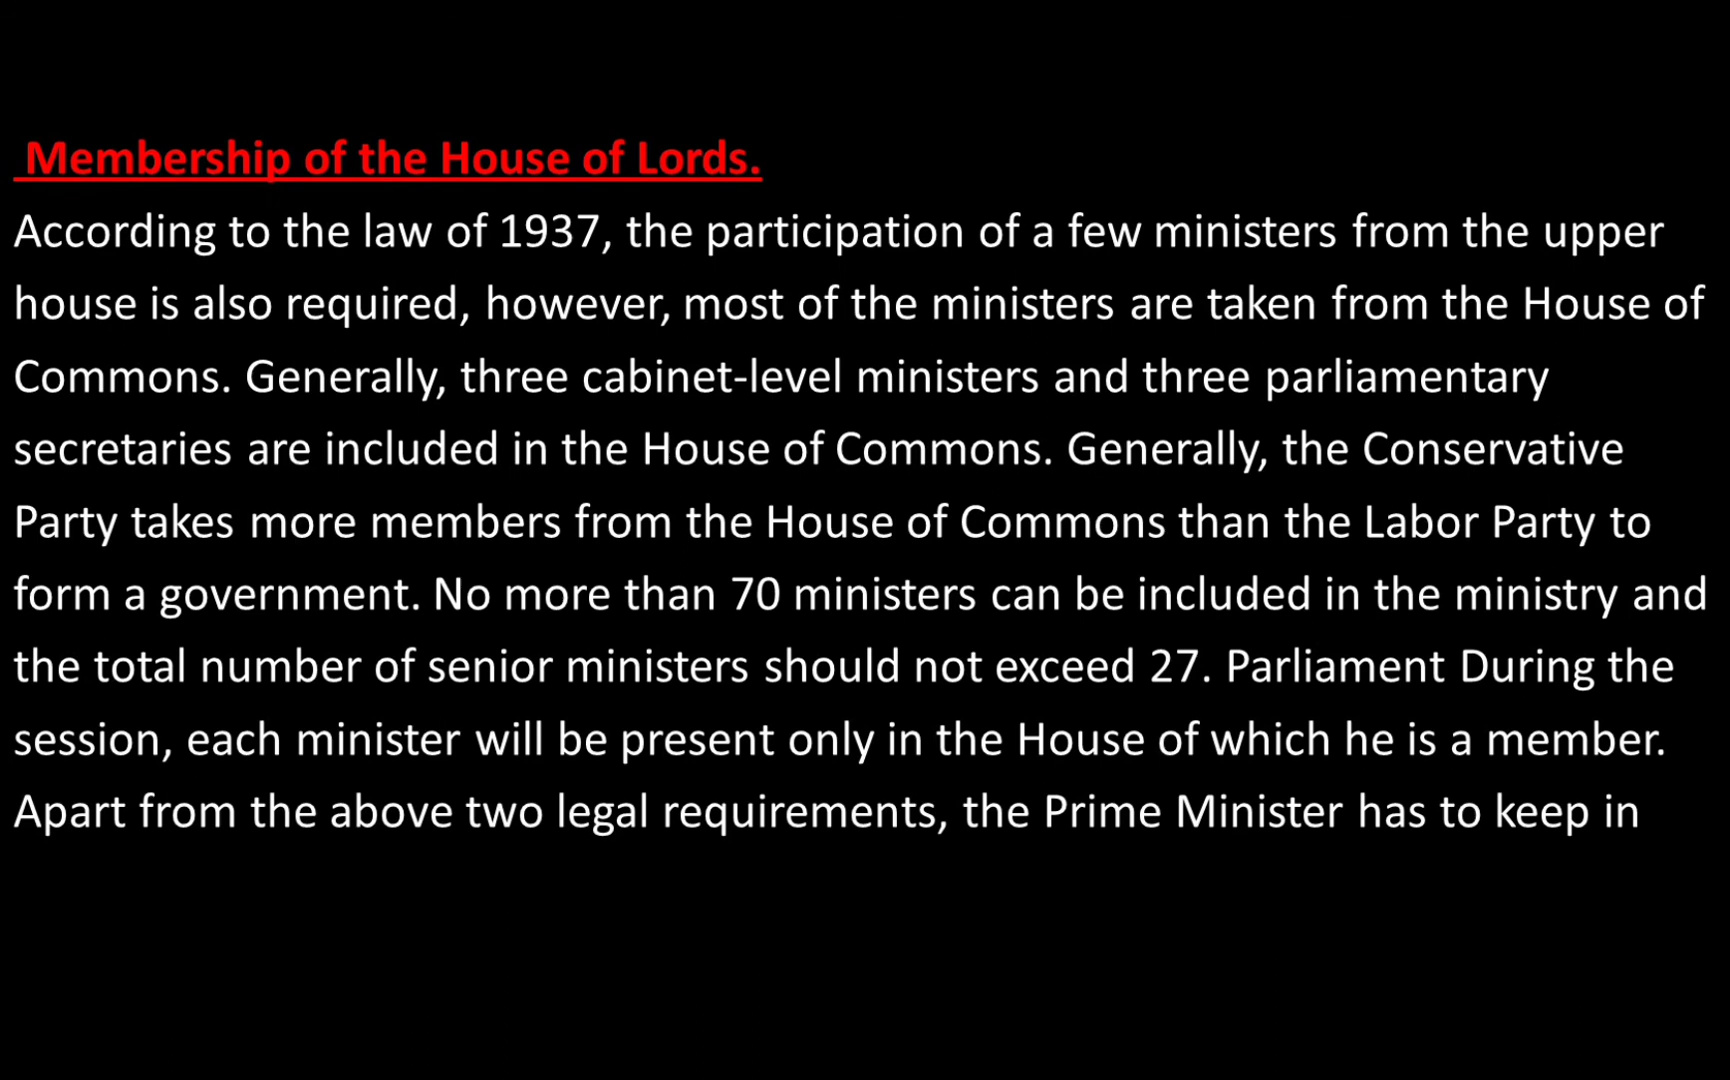 Membership of the House of Lords.
According to the law of 1937, the participation of a few ministers from the upper
house is also required, however, most of the ministers are taken from the House of
Commons. Generally, three cabinet-level ministers and three parliamentary
secretaries are included in the House of Commons. Generally, the Conservative
Party takes more members from the House of Commons than the Labor Party to
form a government. No more than 70 ministers can be included in the ministry and
the total number of senior ministers should not exceed 27. Parliament During the
session, each minister will be present only in the House of which he is a member.
Apart from the above two legal requirements, the Prime Minister has to keep in